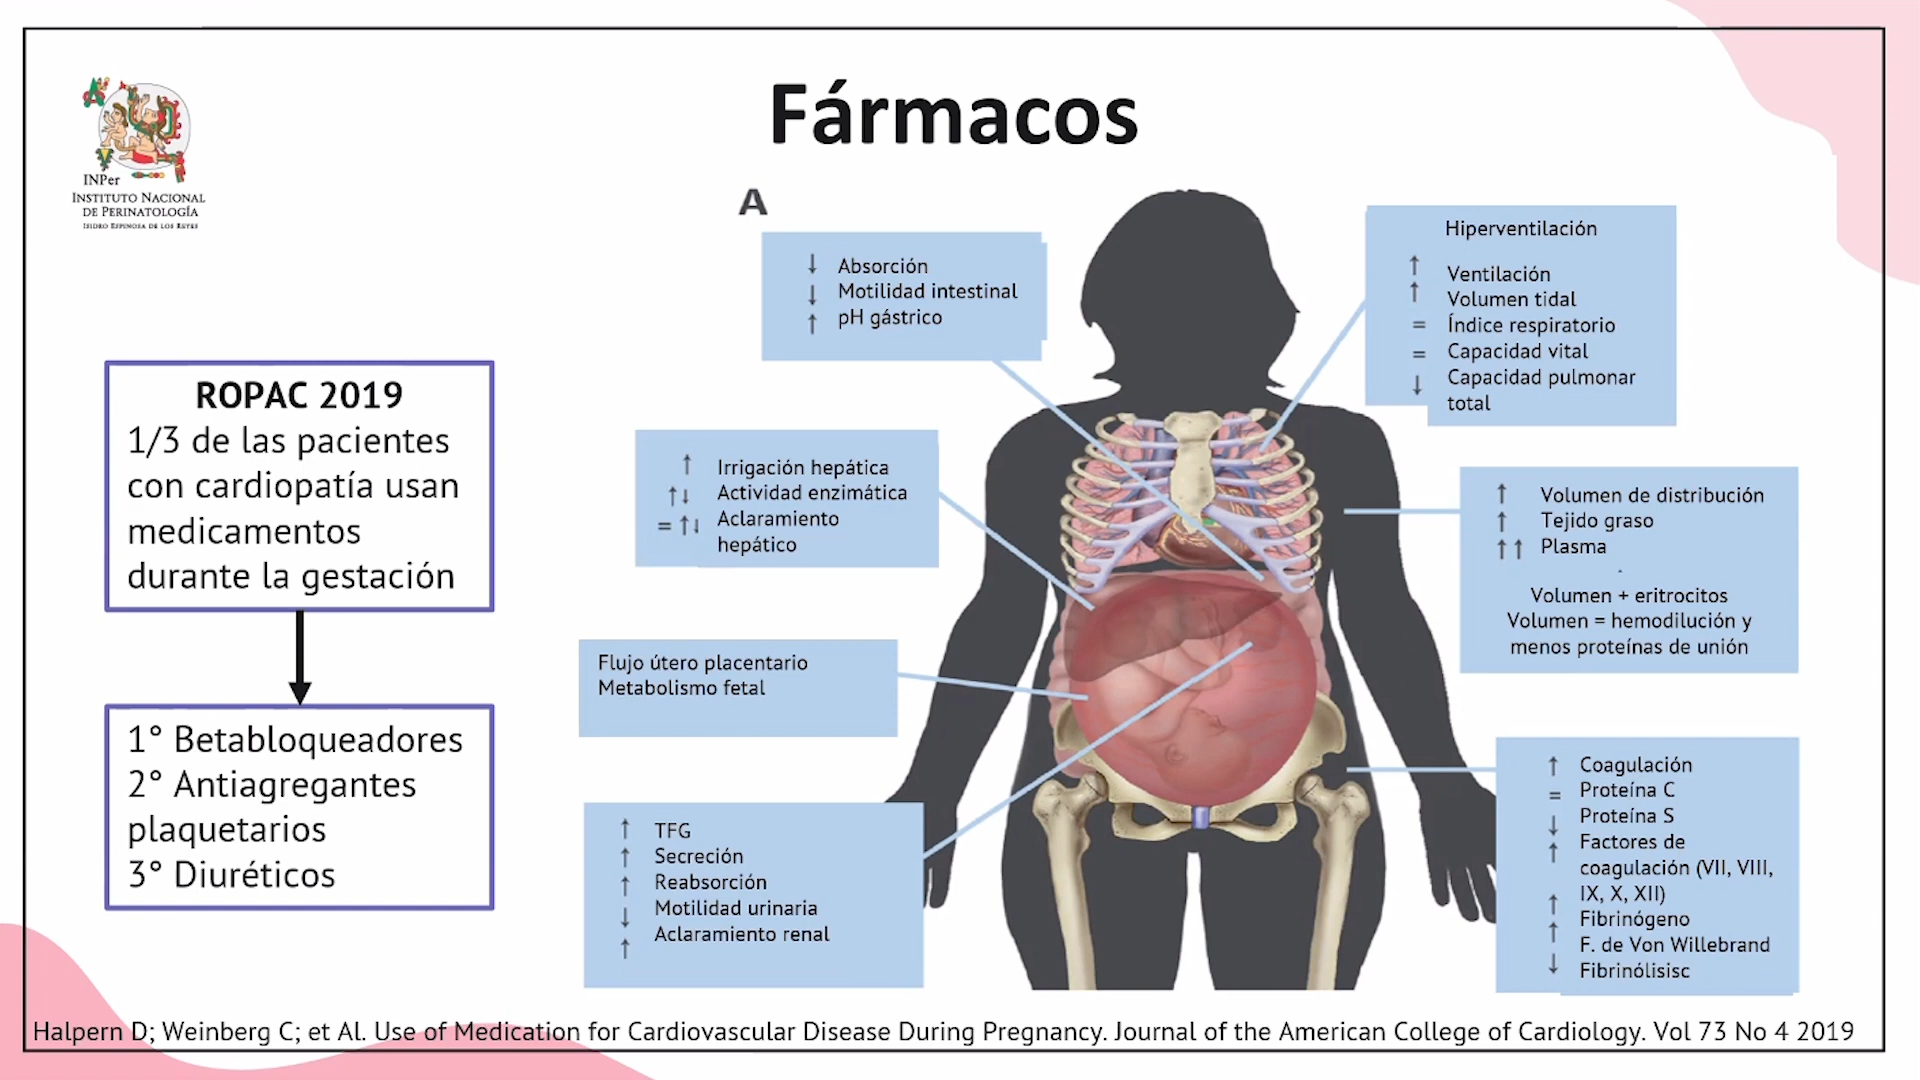 Fármacos
INPer
INSTITUTO NACIONAL
DE PERINATOLOGÍA
ISIDRO ESPINOSA DE LOS REYES
ROPAC 2019
1/3 de las pacientes
con cardiopatía usan
medicamentos
durante la gestación
1° Betabloqueadores
2° Antiagregantes
plaquetarios
3° Diuréticos
A
↓ Absorción
↓ Motilidad intestinal
↑ pH gástrico
↑ Irrigación hepática
↑↓ Actividad enzimática
=↑↓ Aclaramiento
hepático
Flujo útero placentario
Metabolismo fetal
↑ TFG
↑ Secreción
↑ Reabsorción
↓ Motilidad urinaria
↑ Aclaramiento renal
Hiperventilación
↑ Ventilación
↑ Volumen tidal
= Índice respiratorio
= Capacidad vital
↓ Capacidad pulmonar
total
↑ Volumen de distribución
↑ Tejido graso
↑↑ Plasma
Volumen + eritrocitos
Volumen = hemodilución y
menos proteínas de unión
↑ Coagulación
= Proteína C
↓ Proteína S
↑ Factores de
coagulación (VII, VIII,
IX, X, XII)
↑ Fibrinógeno
↑ F. de Von Willebrand
↓ Fibrinólisisc
Halpern D; Weinberg C; et Al. Use of Medication for Cardiovascular Disease During Pregnancy. Journal of the American College of Cardiology. Vol 73 No 4 2019